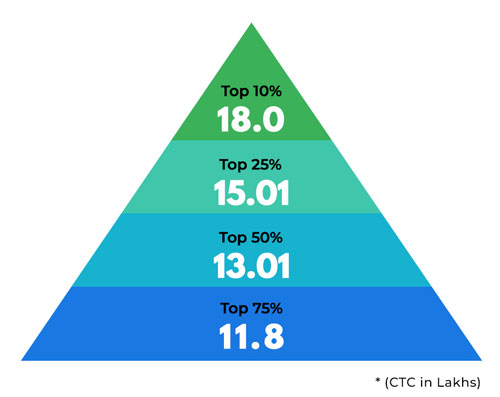 Top 10%
18.0
Top 25%
15.01
Top 50%
13.01
Top 75%
11.8
* (CTC in Lakhs)